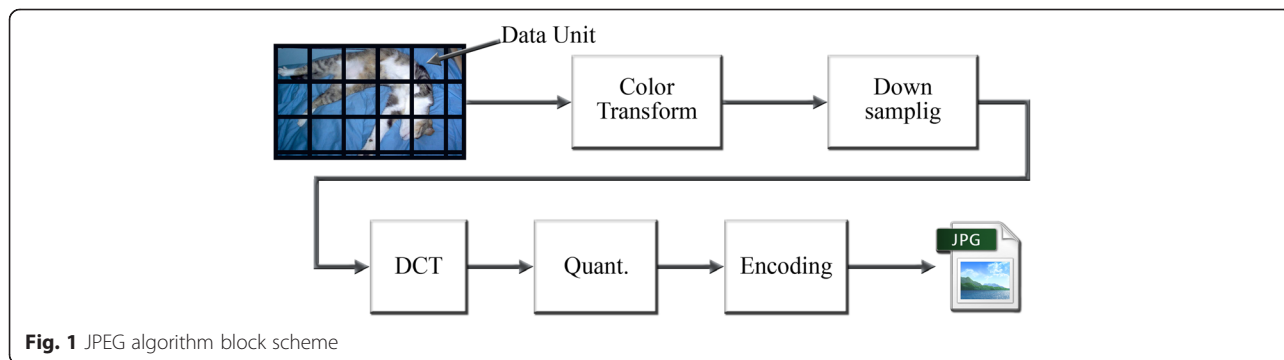 Data Unit
Color
Transform
Down
samplig
DCT
Quant.
Encoding
JPG
Fig. 1 JPEG algorithm block scheme